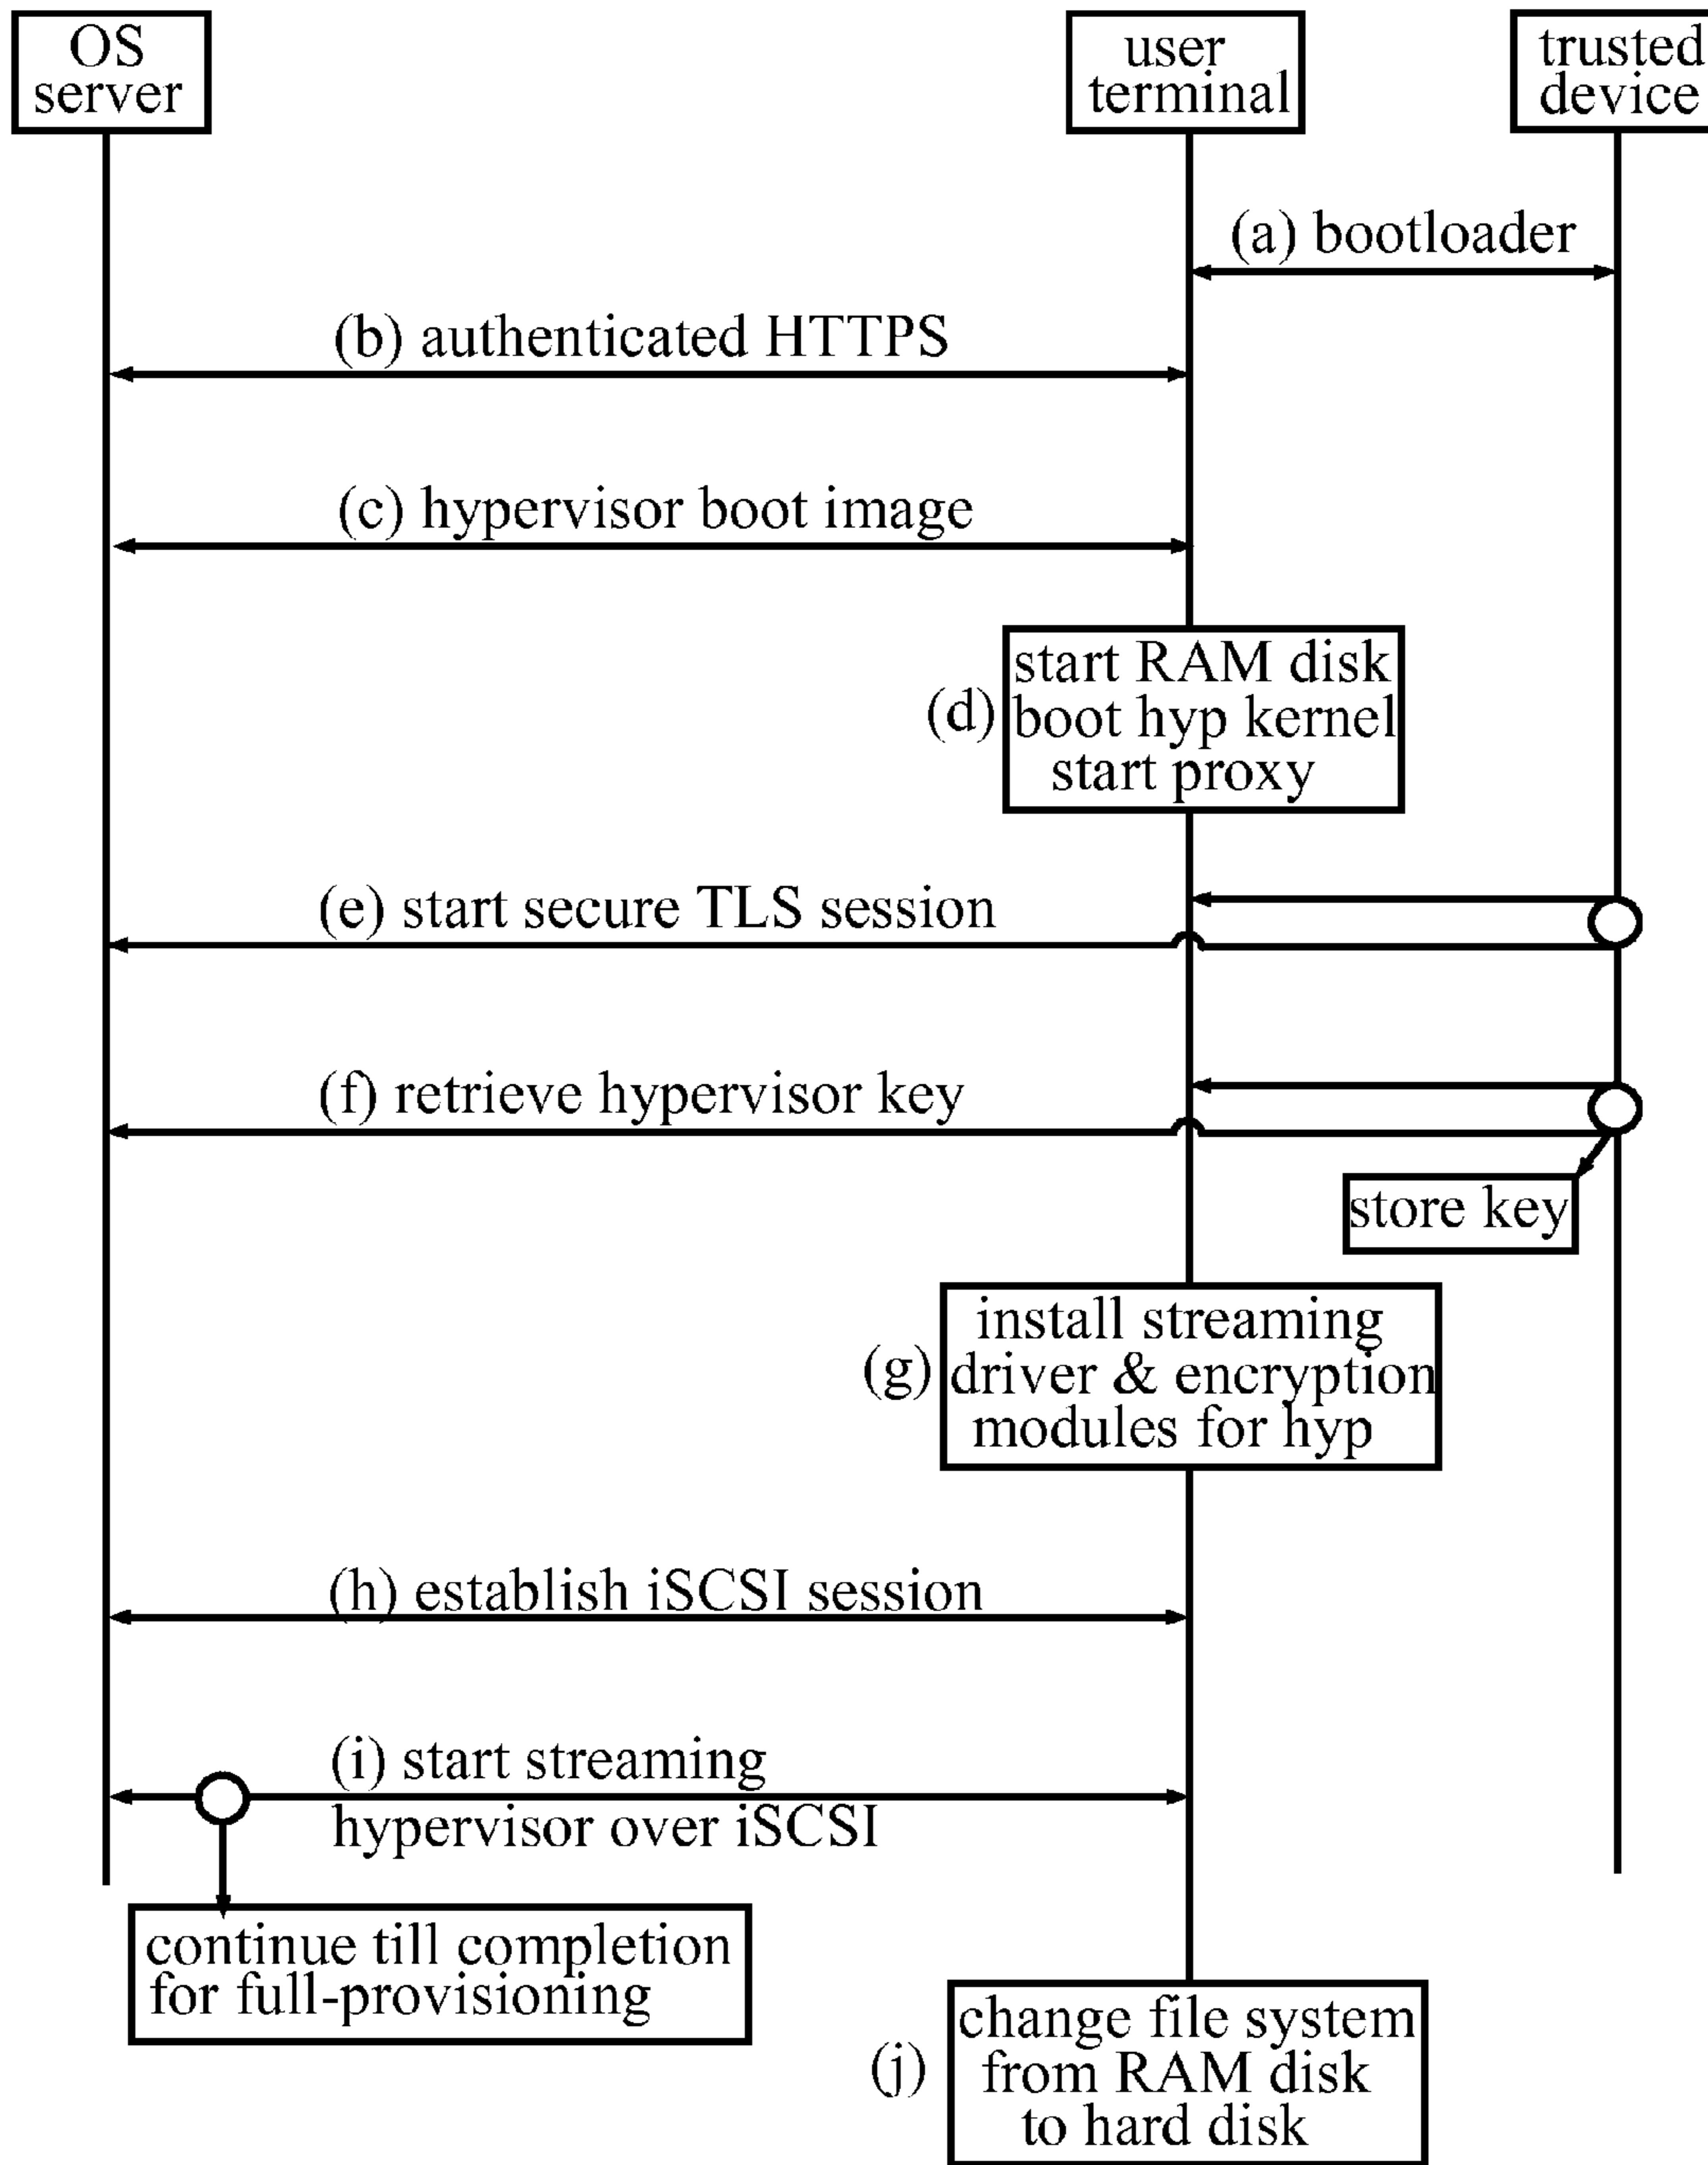 OS
server
user
terminal
trusted
device
(a) bootloader
(b) authenticated HTTPS
(c) hypervisor boot image
(d)
start RAM disk
boot hyp kernel
start proxy
(e) start secure TLS session
(f) retrieve hypervisor key
store key
(g)
install streaming
driver & encryption
modules for hyp
(h) establish iSCSI session
(i) start streaming
hypervisor over iSCSI
continue till completion
for full-provisioning
(j)
change file system
from RAM disk
to hard disk